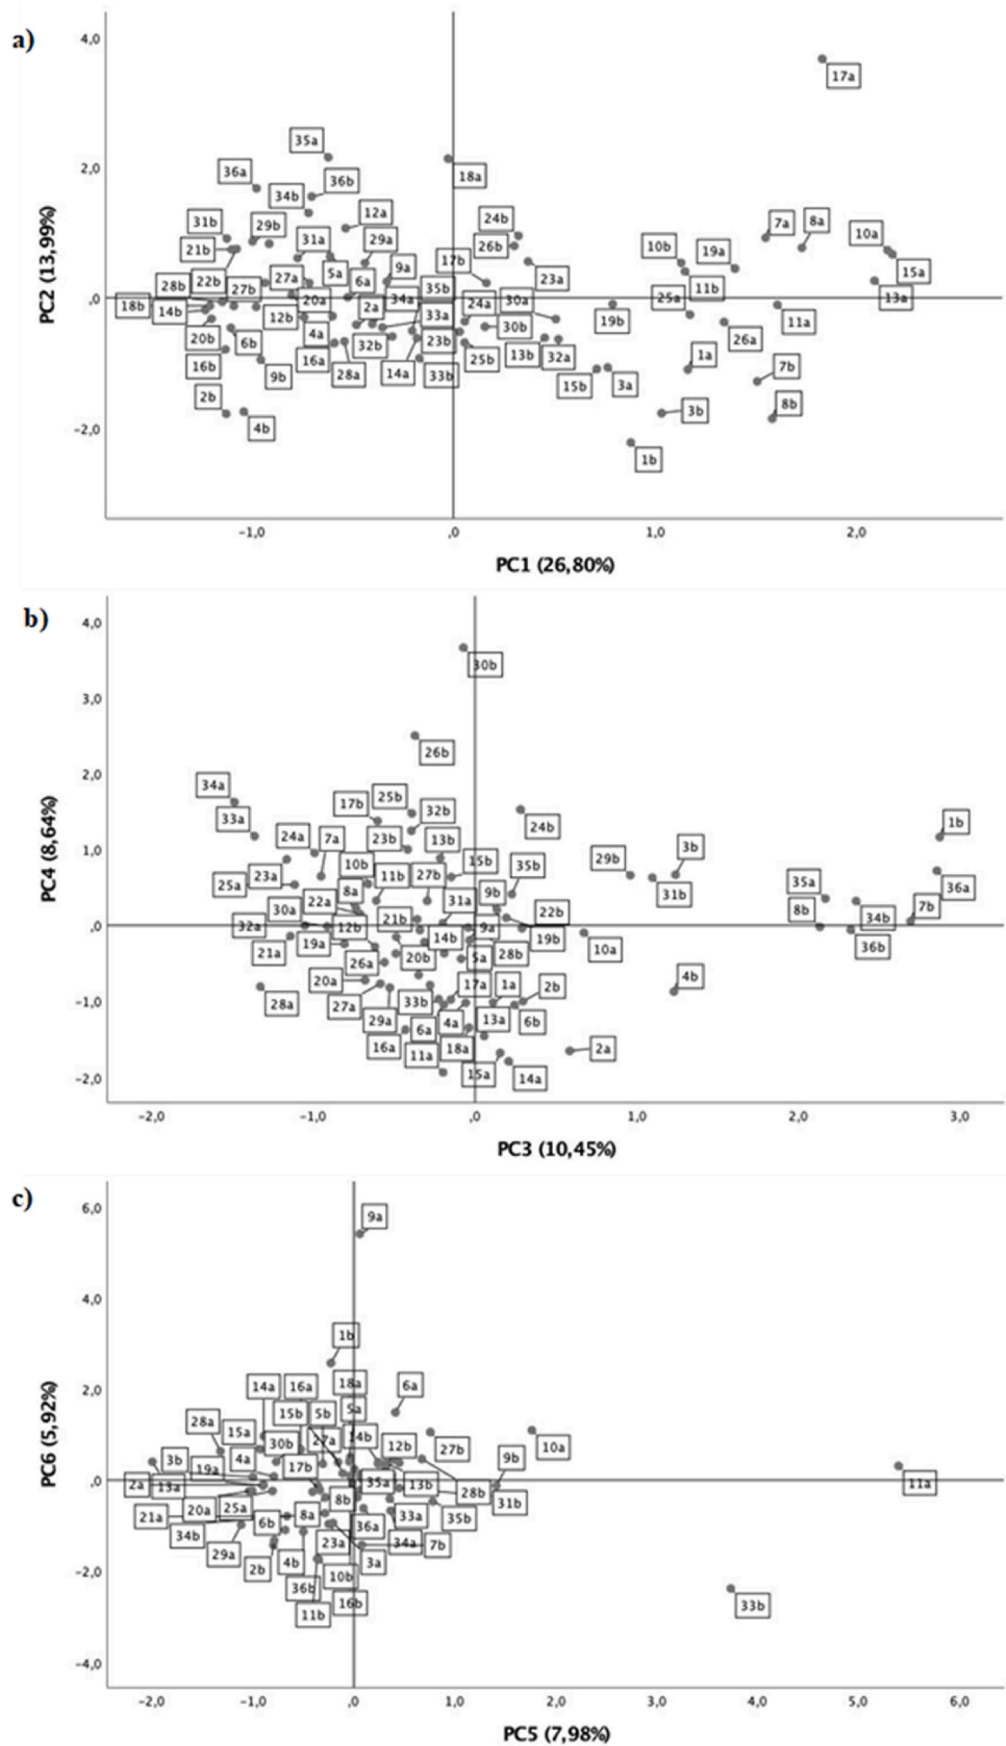 a)
4,0
17a
35a
2,0
36a
36b
18a
34b
12a
24b
7a
8a
31b
29b
10a
31a
29a
26b
10b
19a
21b
17b
5a
9a
23a
15a
28b
22b
27b
27a
6a
35b
11b
,0
18b
14b
20a
2a
34a
24a
30a
25a
13a
12b
33a
30b
19b
11a
20b
6b
4a
32b
23b
26a
16b
9b
16a
28a
14a
33b
25b
13b
32a
1a
7b
15b
3a
2b
3b
8b
-2,0
4b
1b
PC2 (13,99%)
-1,0
,0
1,0
2,0
PC1 (26,80%)
b)
4,0
30b
3,0
26b
2,0
34a
17b
25b
32b
33a
24b
1b
1,0
24a
7a
23b
13b
3b
10b
15b
29b
25a
23a
8a
11b
27b
35b
31b
36a
30a
22a
31a
9b
35a
,0
32a
12b
21b
9a
22b
8b
34b
7b
21a
19a
14b
19b
10a
36b
26a
20b
5a
28b
20a
17a
1a
2b
4b
-1,0
28a
27a
33b
29a
6a
4a
13a
6b
16a
11a
18a
2a
-2,0
15a
14a
PC4 (8,64%)
-2,0
-1,0
,0
1,0
2,0
3,0
PC3 (10,45%)
c)
6,0
9a
4,0
1b
2,0
14a
16a
18a
6a
28a
15b
5b
5a
15a
30b
27a
14b
12b
27b
10a
3b
4a
9b
19a
17b
,0
2a
13a
35a
13b
28b
11a
20a
25a
8b
31b
21a
6b
8a
33a
35b
34b
36a
29a
23a
34a
7b
2b
4b
3a
-2,0
36b
10b
33b
11b
16b
-4,0
PC6 (5,92%)
-2,0
-1,0
,0
1,0
2,0
3,0
4,0
5,0
6,0
PC5 (7,98%)